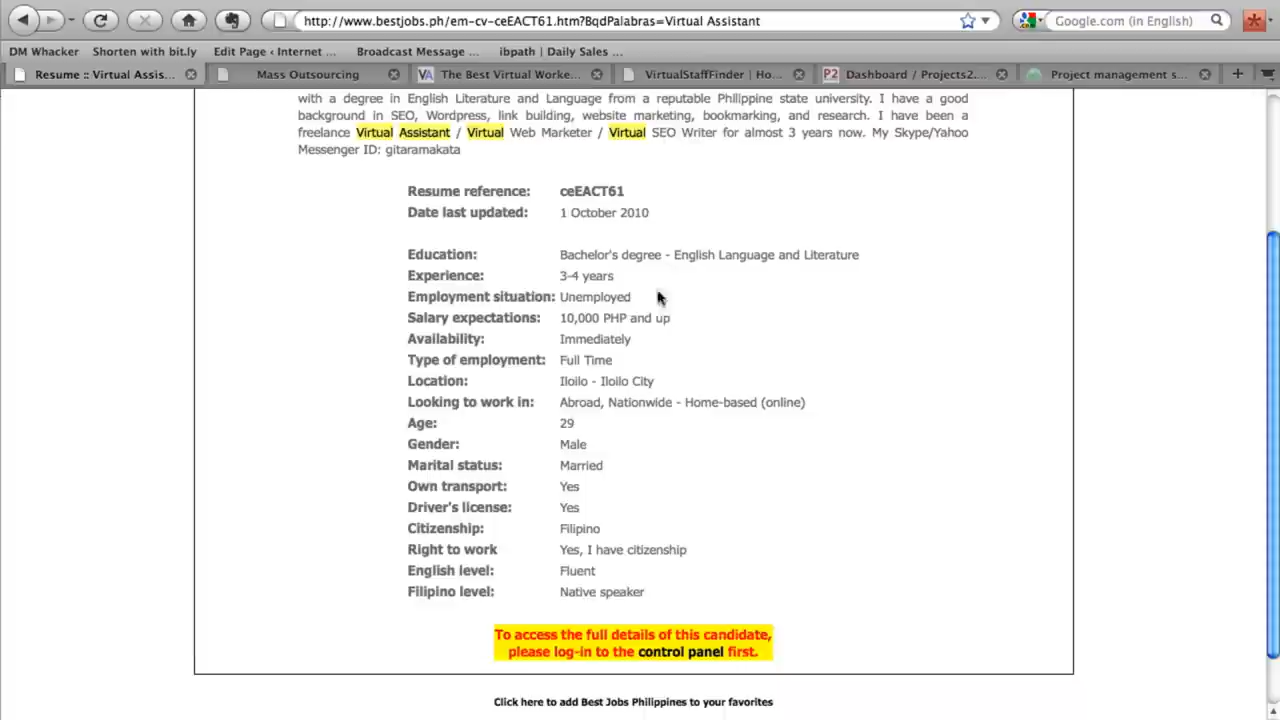 http://www.bestjobs.ph/em-cv-ceEACT61.htm?BqdPalabras=Virtual Assistant
Google.com (in English)
DM Whacker Shorten with bit.ly Edit Page ‹ Internet ... Broadcast Message ... ibpath | Daily Sales ...
Resume :: Virtual Assis... Mass Outsourcing VA The Best Virtual Worke... VirtualStaffFinder | Ho... P2 Dashboard / Projects2.... Project management s...
with a degree in English Literature and Language from a reputable Philippine state university. I have a good
background in SEO, Wordpress, link building, website marketing, bookmarking, and research. I have been a
freelance Virtual Assistant / Virtual Web Marketer / Virtual SEO Writer for almost 3 years now. My Skype/Yahoo
Messenger ID: gitaramakata
Resume reference: ceEACT61
Date last updated: 1 October 2010
Education: Bachelor's degree - English Language and Literature
Experience: 3-4 years
Employment situation: Unemployed
Salary expectations: 10,000 PHP and up
Availability: Immediately
Type of employment: Full Time
Location: Iloilo - Iloilo City
Looking to work in: Abroad, Nationwide - Home-based (online)
Age: 29
Gender: Male
Marital status: Married
Own transport: Yes
Driver's license: Yes
Citizenship: Filipino
Right to work Yes, I have citizenship
English level: Fluent
Filipino level: Native speaker
To access the full details of this candidate,
please log-in to the control panel first.
Click here to add Best Jobs Philippines to your favorites